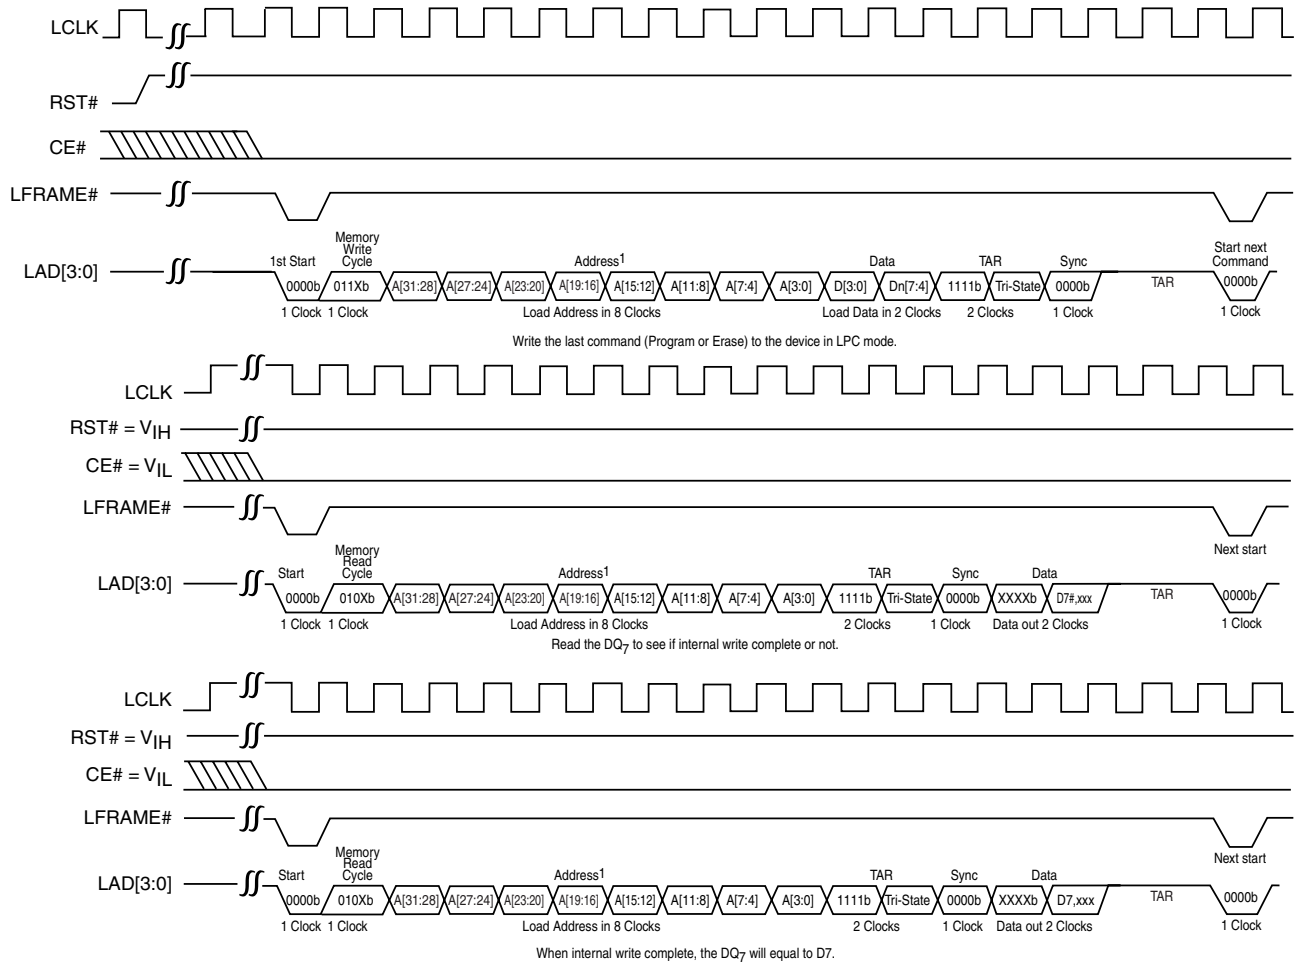 LCLK
RST#
CE#
LFRAME#
Memory
Write
Cycle
1st Start
Address1
Data
TAR
Sync
Start next
Command
LAD[3:0]
0000b 011Xb A[31:28] A[27:24] A[23:20] A[19:16] A[15:12] A[11:8] A[7:4] A[3:0] D[3:0] Dn[7:4] 1111b Tri-State 0000b TAR 0000b
1 Clock 1 Clock Load Address in 8 Clocks Load Data in 2 Clocks 2 Clocks 1 Clock 1 Clock
Write the last command (Program or Erase) to the device in LPC mode.
LCLK
RST# = VIH
CE# = VIL
LFRAME#
Next start
Memory
Read
Cycle
Start
Address1
TAR
Sync
Data
LAD[3:0]
0000b 010Xb A[31:28] A[27:24] A[23:20] A[19:16] A[15:12] A[11:8] A[7:4] A[3:0] 1111b Tri-State 0000b XXXXb D7#,xxx TAR 0000b
1 Clock 1 Clock Load Address in 8 Clocks 2 Clocks 1 Clock Data out 2 Clocks 1 Clock
Read the DQ7 to see if internal write complete or not.
LCLK
RST# = VIH
CE# = VIL
LFRAME#
Next start
Memory
Read
Cycle
Start
Address1
TAR
Sync
Data
LAD[3:0]
0000b 010Xb A[31:28] A[27:24] A[23:20] A[19:16] A[15:12] A[11:8] A[7:4] A[3:0] 1111b Tri-State 0000b XXXXb D7,xxx TAR 0000b
1 Clock 1 Clock Load Address in 8 Clocks 2 Clocks 1 Clock Data out 2 Clocks 1 Clock
When internal write complete, the DQ7 will equal to D7.